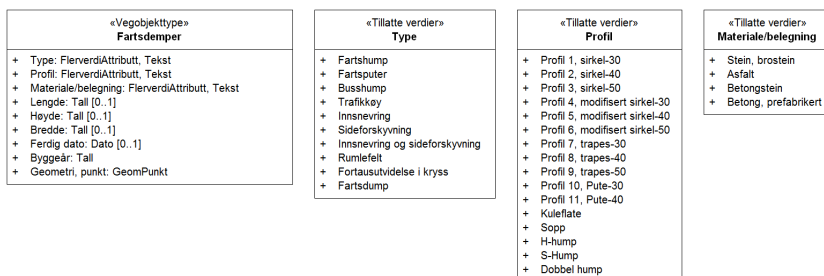 «Vegobjekttype»
Fartsdemper
+ Type: FlerverdiAttributt, Tekst
+ Profil: FlerverdiAttributt, Tekst
+ Materiale/belegning: FlerverdiAttributt, Tekst
+ Lengde: Tall [0..1]
+ Høyde: Tall [0..1]
+ Bredde: Tall [0..1]
+ Ferdig dato: Dato [0..1]
+ Byggeår: Tall
+ Geometri, punkt: GeomPunkt
«Tillatte verdier»
Type
+ Fartshump
+ Fartsputer
+ Busshump
+ Trafikkøy
+ Innsnevring
+ Sideforskyvning
+ Innsnevring og sideforskyvning
+ Rumlefelt
+ Fortausutvidelse i kryss
+ Fartsdump
«Tillatte verdier»
Profil
+ Profil 1, sirkel-30
+ Profil 2, sirkel-40
+ Profil 3, sirkel-50
+ Profil 4, modifisert sirkel-30
+ Profil 5, modifisert sirkel-40
+ Profil 6, modifisert sirkel-50
+ Profil 7, trapes-30
+ Profil 8, trapes-40
+ Profil 9, trapes-50
+ Profil 10, Pute-30
+ Profil 11, Pute-40
+ Kuleflate
+ Sopp
+ H-hump
+ S-Hump
+ Dobbel hump
«Tillatte verdier»
Materiale/belegning
+ Stein, brostein
+ Asfalt
+ Betongstein
+ Betong, prefabrikert